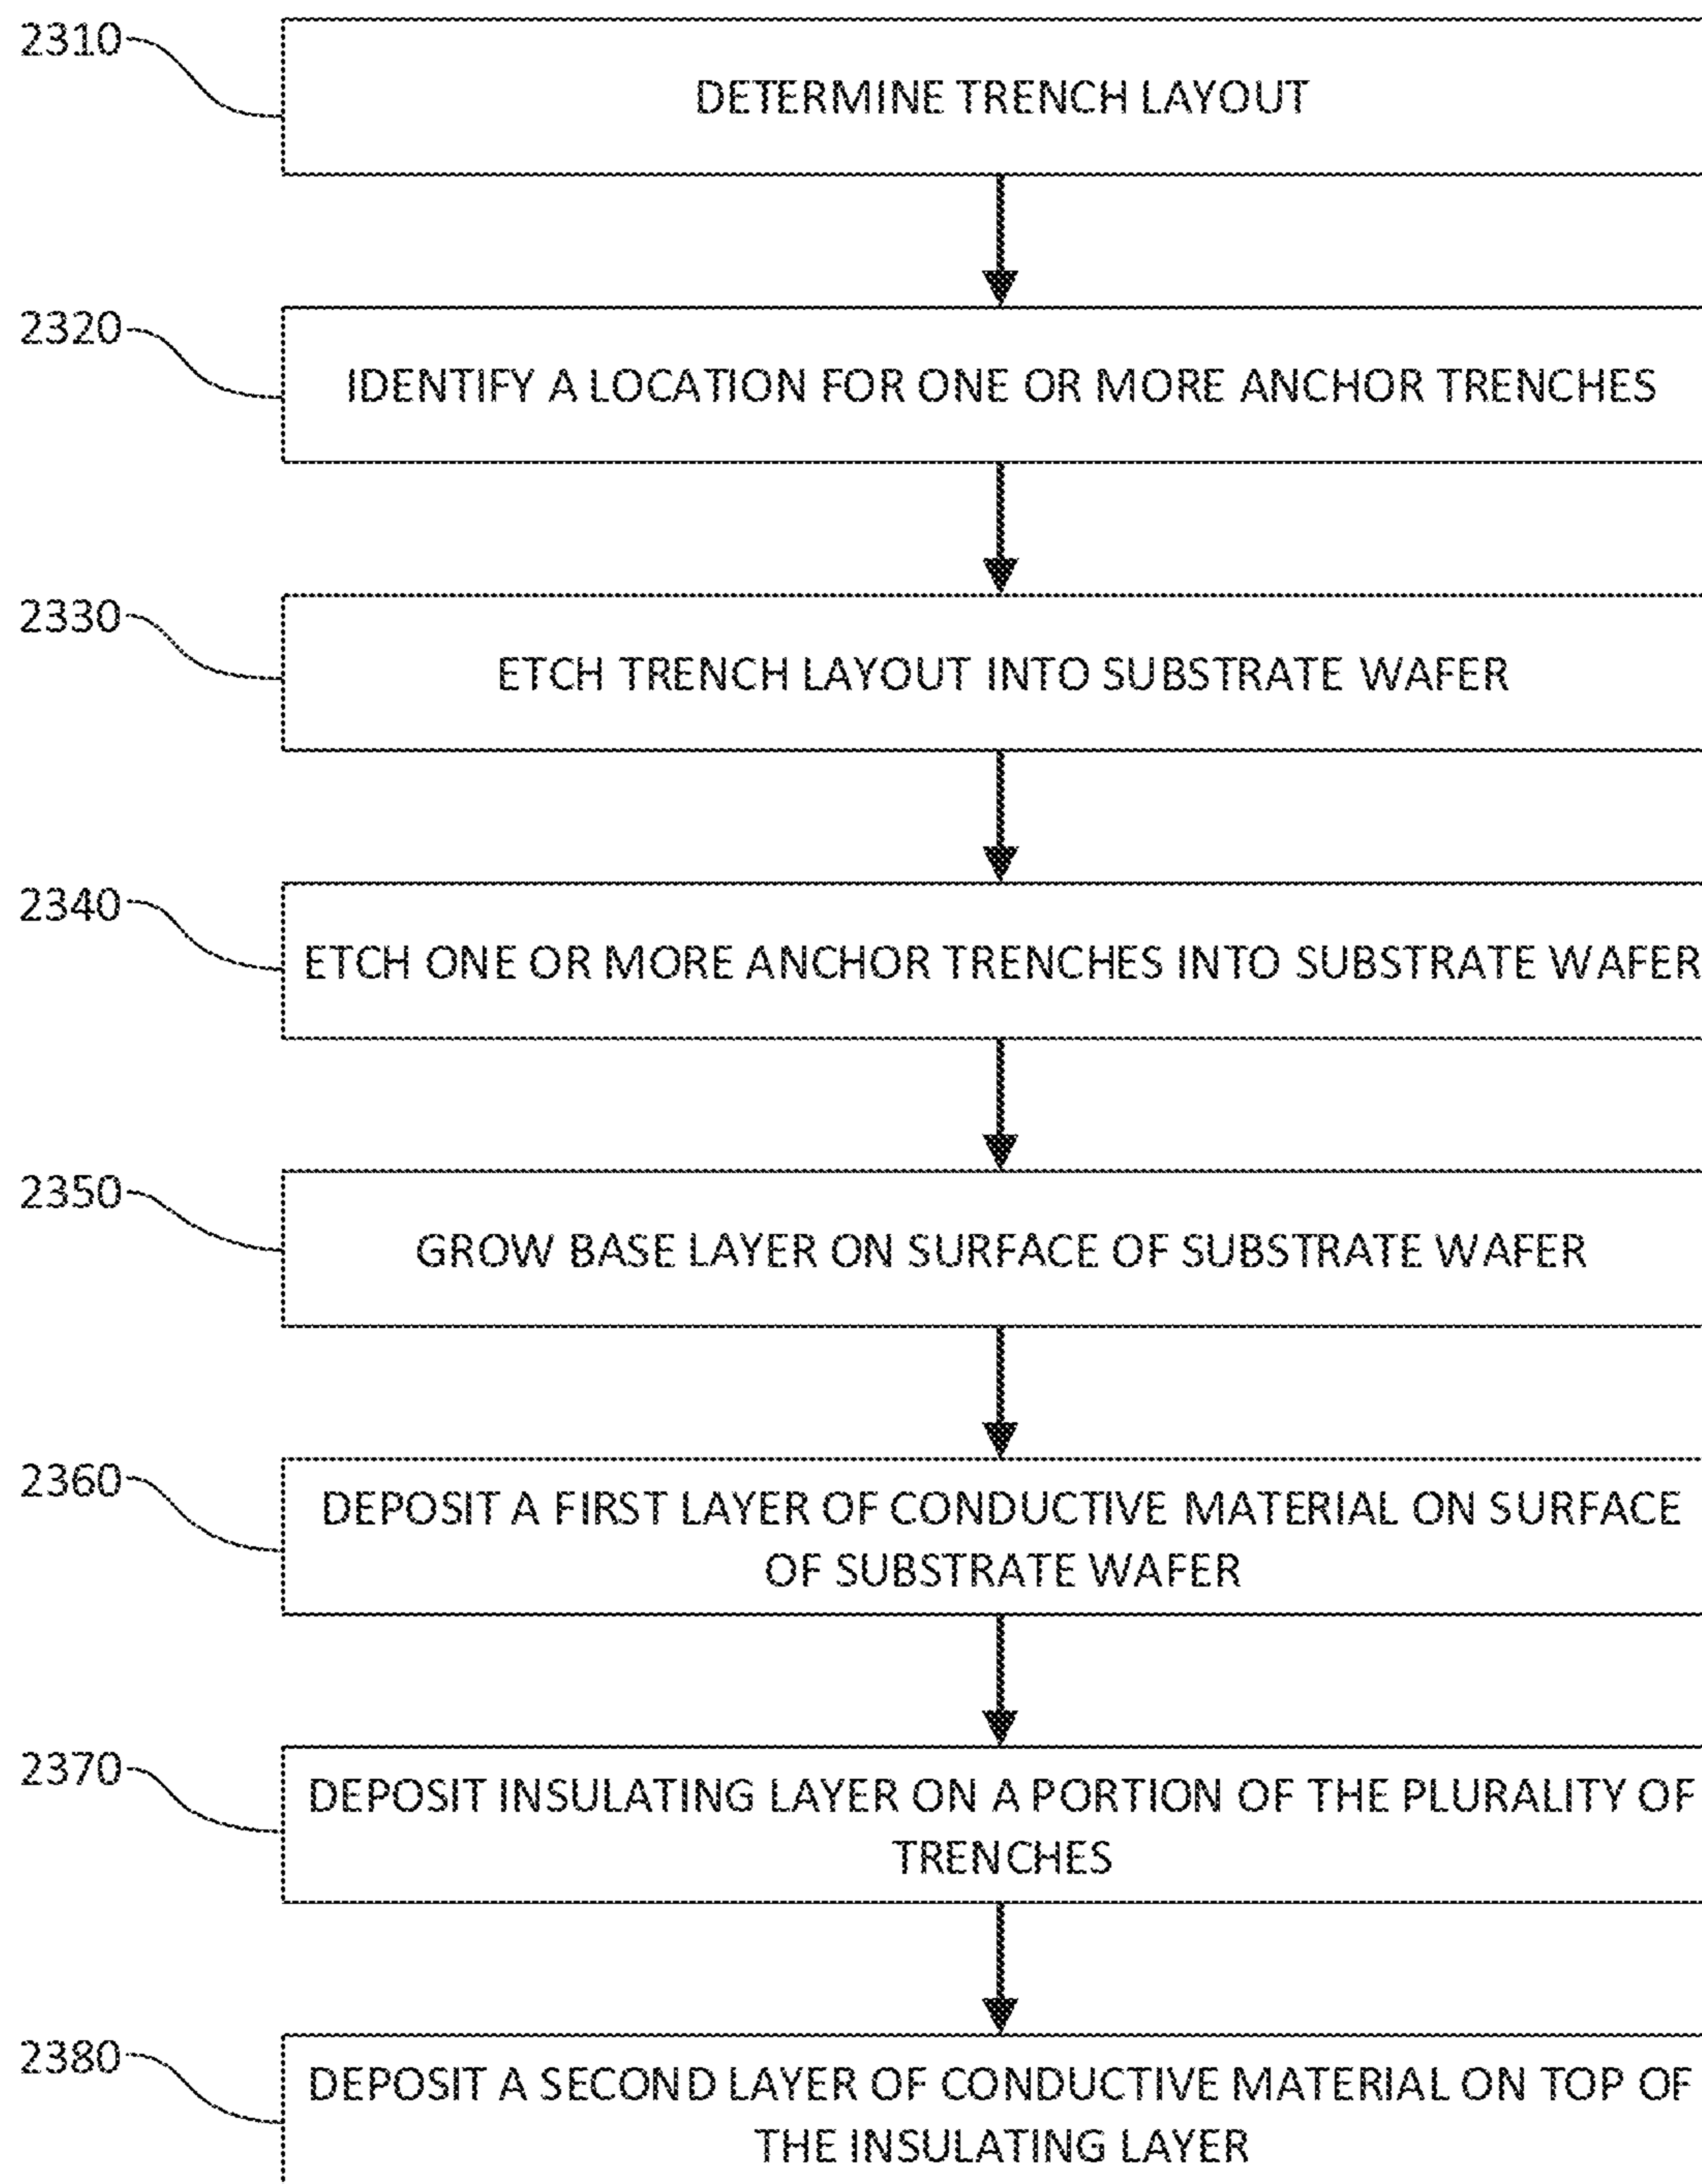 2310
DETERMINE TRENCH LAYOUT
2320
IDENTIFY A LOCATION FOR ONE OR MORE ANCHOR TRENCHES
2330
ETCH TRENCH LAYOUT INTO SUBSTRATE WAFER
2340
ETCH ONE OR MORE ANCHOR TRENCHES INTO SUBSTRATE WAFER
2350
GROW BASE LAYER ON SURFACE OF SUBSTRATE WAFER
2360
DEPOSIT A FIRST LAYER OF CONDUCTIVE MATERIAL ON SURFACE
OF SUBSTRATE WAFER
2370
DEPOSIT INSULATING LAYER ON A PORTION OF THE PLURALITY OF
TRENCHES
2380
DEPOSIT A SECOND LAYER OF CONDUCTIVE MATERIAL ON TOP OF
THE INSULATING LAYER